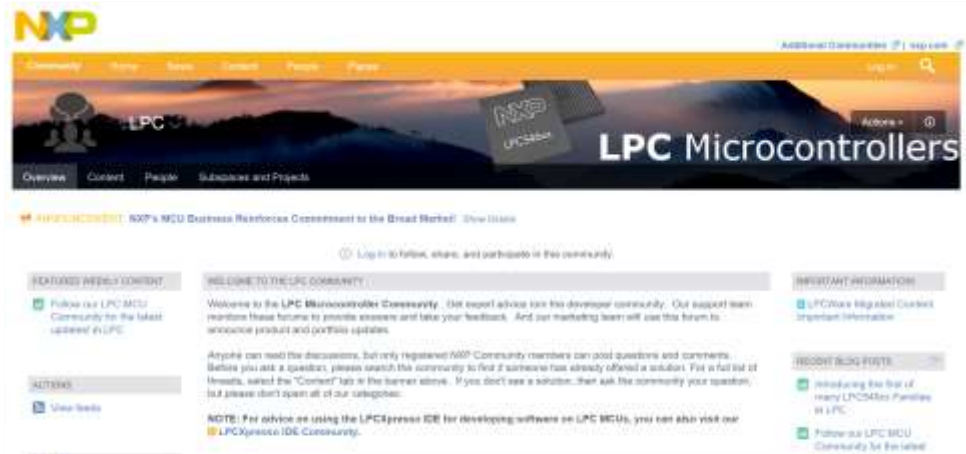 NXP
Additional Communities | nxp.com
Community Home News Content People Places Log in
LPC
NXP
LPC546xx
Actions
LPC Microcontrollers
Overview Content People Subspaces and Projects
ANNOUNCEMENT: NXP's MCU Business Reinforces Commitment to the Broad Market! Show Details
Log in to follow, share, and participate in this community.
FEATURED WEEKLY CONTENT
Follow our LPC MCU
Community for the latest
updates! in LPC
ACTIONS
View feeds
WELCOME TO THE LPC COMMUNITY
Welcome to the LPC Microcontroller Community. Get expert advice from the developer community. Our support team
monitors these forums to provide answers and take your feedback. And our marketing team will use this forum to
announce product and portfolio updates.
Anyone can read the discussions, but only registered NXP Community members can post questions and comments.
Before you ask a question, please search the community to find if someone has already offered a solution. For a full list of
threads, select the "Content" tab in the banner above. If you don't see a solution, then ask the community your question,
but please don't spam all of our categories.
NOTE: For advice on using the LPCXpresso IDE for developing software on LPC MCUs, you can also visit our
LPCXpresso IDE Community.
IMPORTANT INFORMATION
LPCWare Migrated Content
Important Information
RECENT BLOG POSTS
Introducing the first of
many LPC546xx Families
in LPC
Follow our LPC MCU
Community for the latest